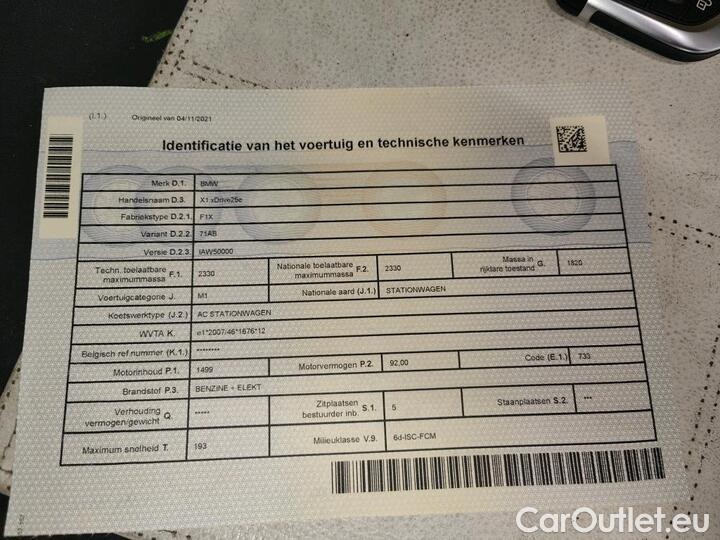 (I.1.) Origineel van 04/11/2021
Identificatie van het voertuig en technische kenmerken
Merk D.1. BMW
Handelsnaam D.3. X1 xDrive25e
Fabriekstype D.2.1. F1X
Variant D.2.2. 71AB
Versie D.2.3. IAW50000
Techn. toelaatbare maximummassa F.1. 2330 Nationale toelaatbare maximummassa F.2. 2330 Massa in rijklare toestand G. 1820
Voertuigcategorie J. M1 Nationale aard (J.1.) STATIONWAGEN
Koetswerktype (J.2.) AC STATIONWAGEN
WVTA K. e1*2007/46*1676*12
Belgisch ref.nummer (K.1.) ********
Motorinhoud P.1. 1499 Motorvermogen P.2. 92,00 Code (E.1.) 733
Brandstof P.3. BENZINE + ELEKT
Verhouding vermogen/gewicht Q. ***** Zitplaatsen bestuurder inb. S.1. 5 Staanplaatsen S.2. ***
Maximum snelheid T. 193 Milieuklasse V.9. 6d-ISC-FCM
CarOutlet.eu